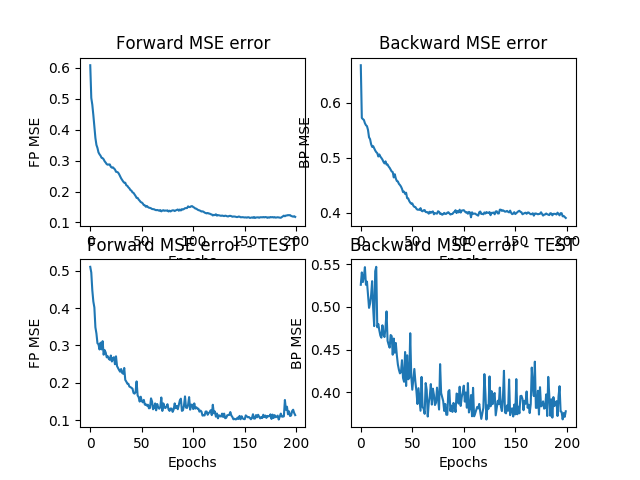 Forward MSE error
Backward MSE error
0.6
0.5
0.4
0.3
0.2
0.1
FP MSE
0 50 100 150 200
Epochs
0.6
0.5
0.4
BP MSE
0 50 100 150 200
Forward MSE error - TEST
Backward MSE error - TEST
0.5
0.4
0.3
0.2
0.1
FP MSE
0 50 100 150 200
Epochs
0.55
0.50
0.45
0.40
BP MSE
0 50 100 150 200
Epochs